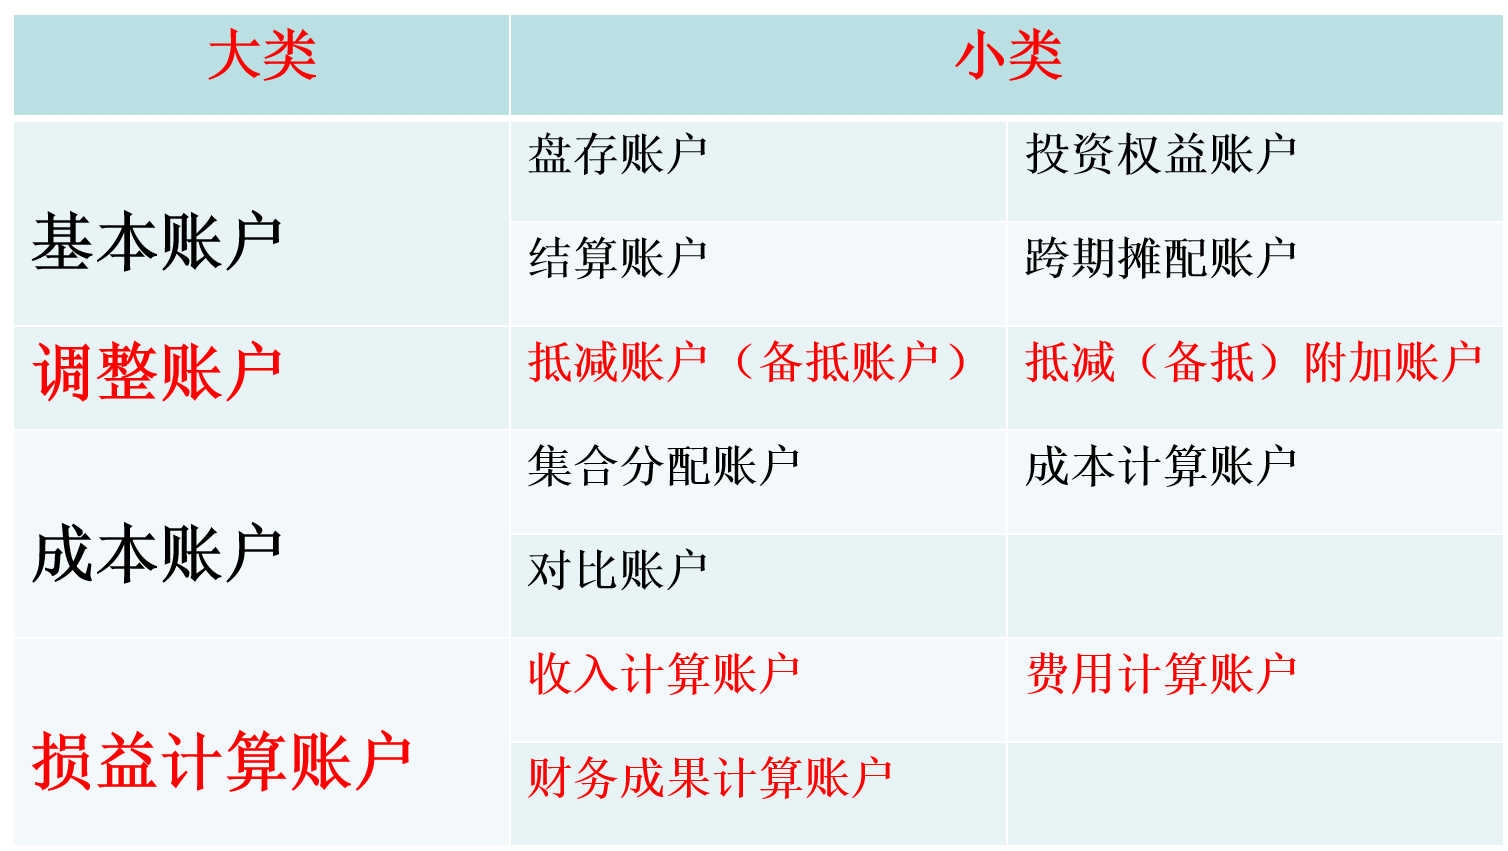 大类
小类
基本账户
盘存账户
投资权益账户
结算账户
跨期摊配账户
调整账户
抵减账户（备抵账户）
抵减（备抵）附加账户
成本账户
集合分配账户
成本计算账户
对比账户
损益计算账户
收入计算账户
费用计算账户
财务成果计算账户